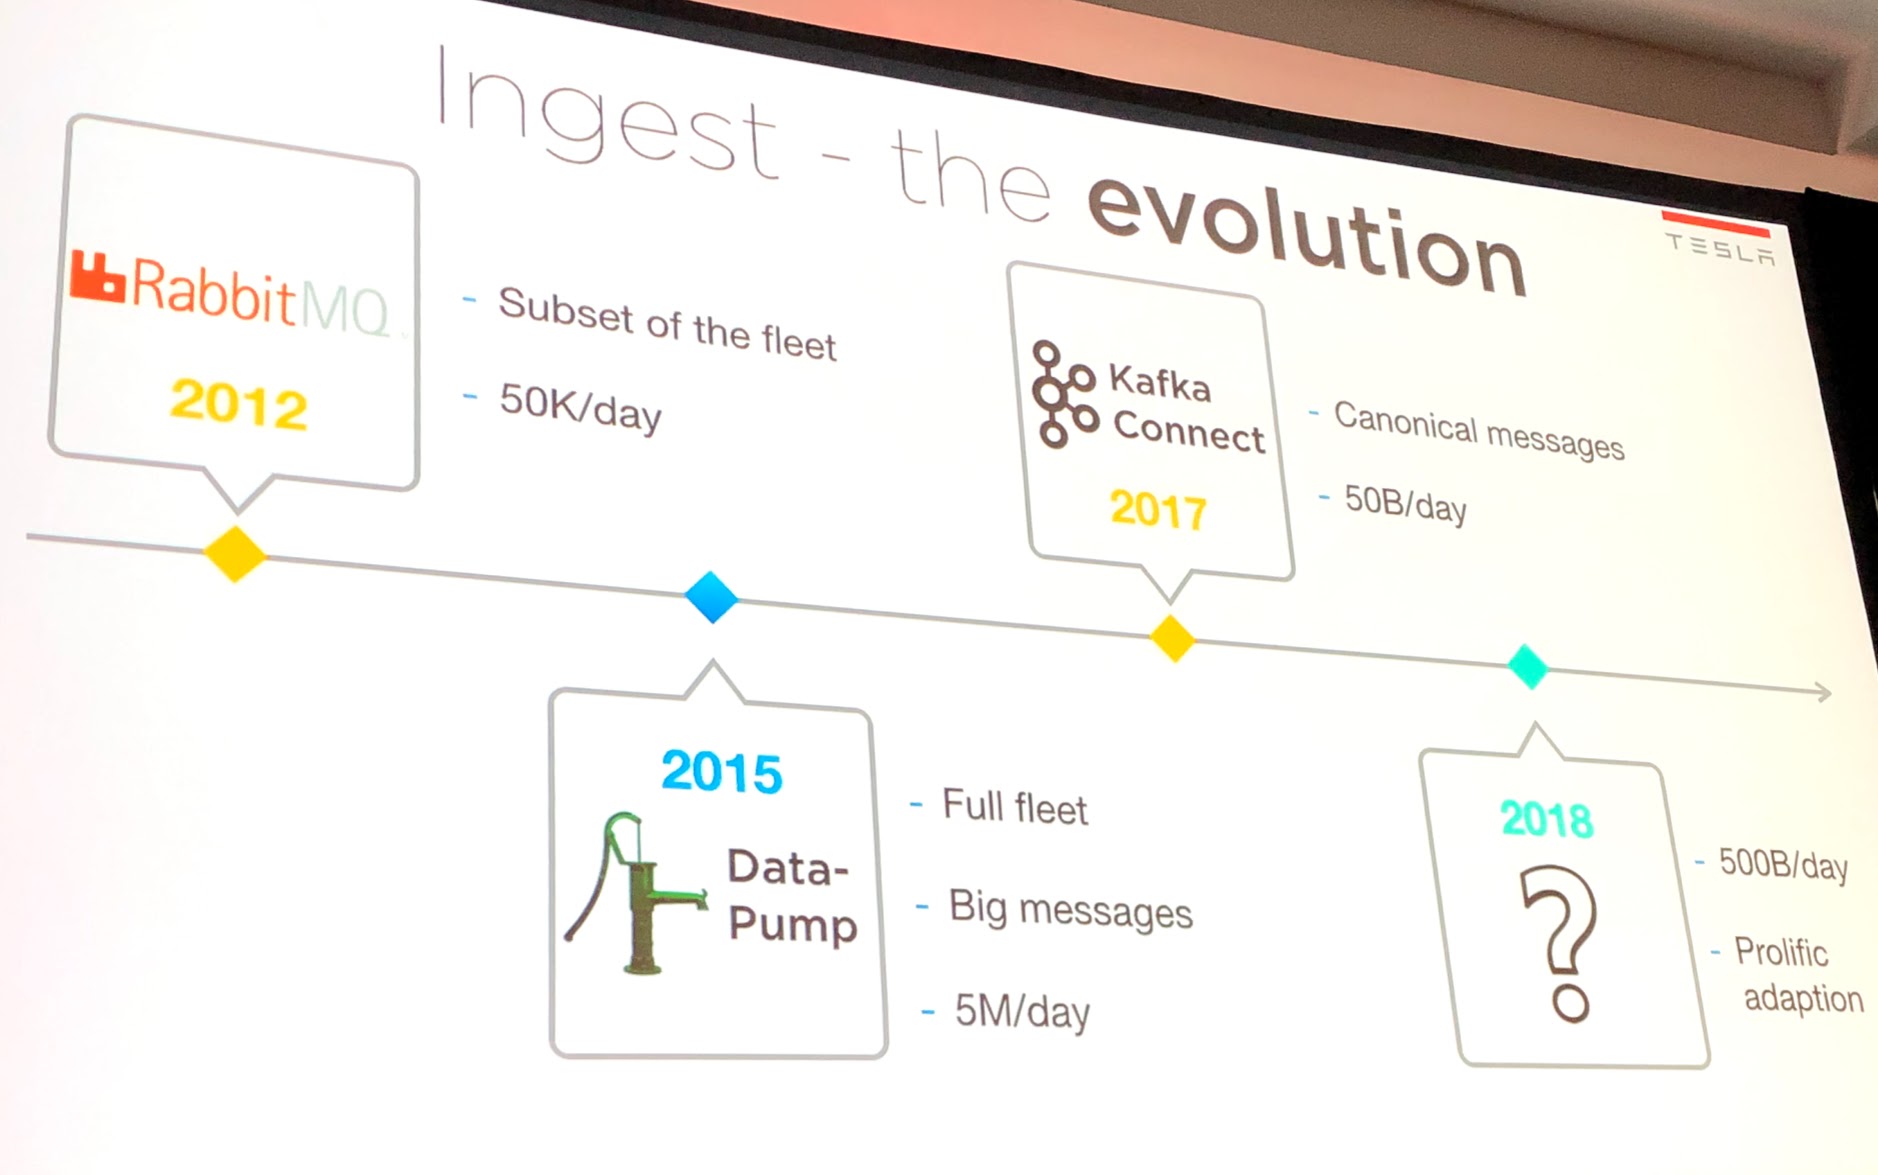 Ingest - the evolution
TESLA
RabbitMQ
2012
- Subset of the fleet
- 50K/day
Kafka
Connect
2017
- Canonical messages
- 50B/day
2015
Data-
Pump
- Full fleet
- Big messages
- 5M/day
2018
?
- 500B/day
- Prolific
adaption